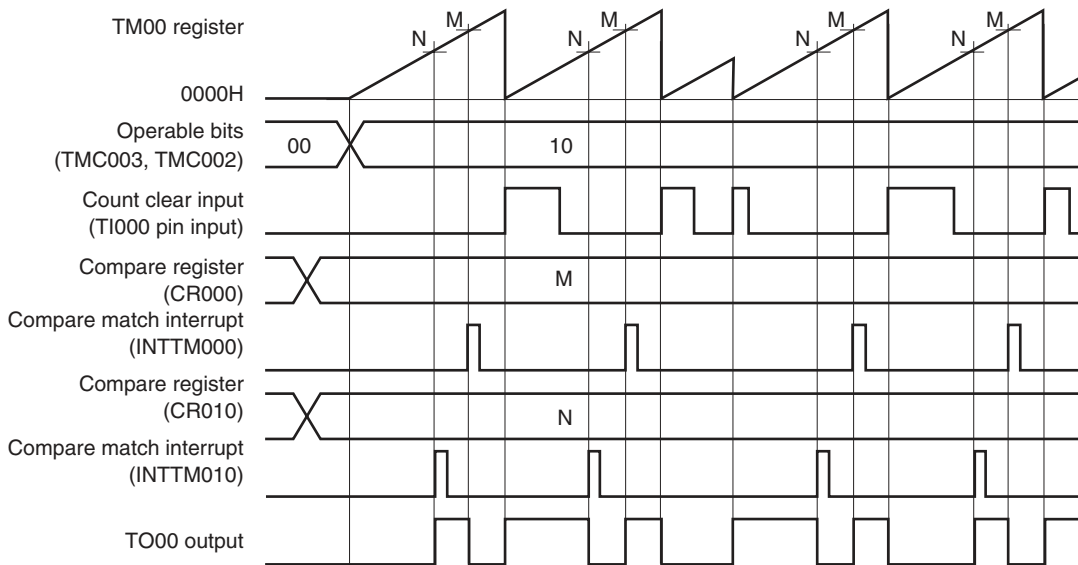 TM00 register
N M N M N M N M
0000H
Operable bits
(TMC003, TMC002)
00 10
Count clear input
(TI000 pin input)
Compare register
(CR000)
M
Compare match interrupt
(INTTM000)
Compare register
(CR010)
N
Compare match interrupt
(INTTM010)
TO00 output